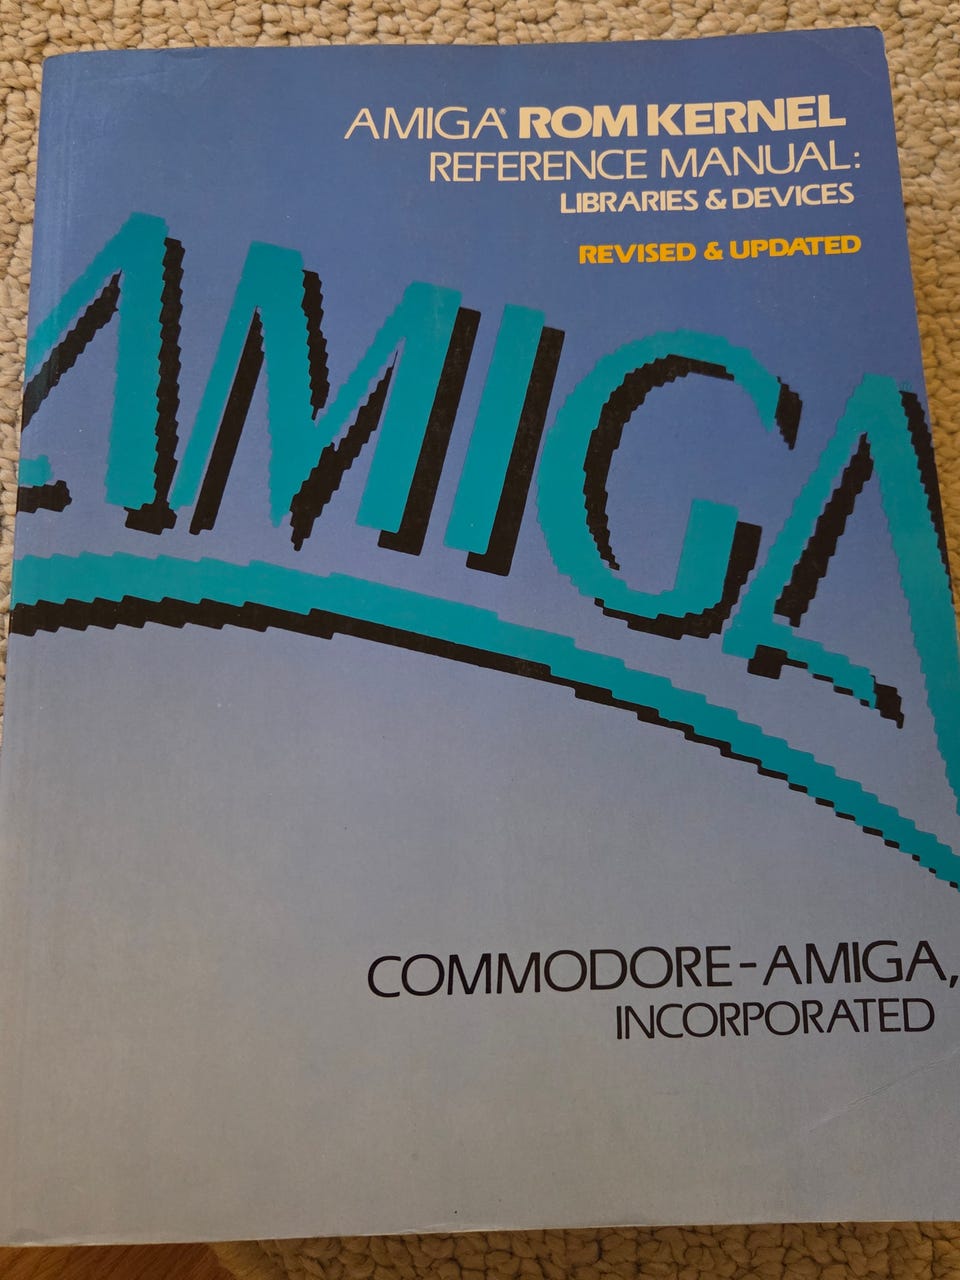 AMIGA® ROM KERNEL
REFERENCE MANUAL:
LIBRARIES & DEVICES
REVISED & UPDATED
AMIGA
COMMODORE-AMIGA,
INCORPORATED